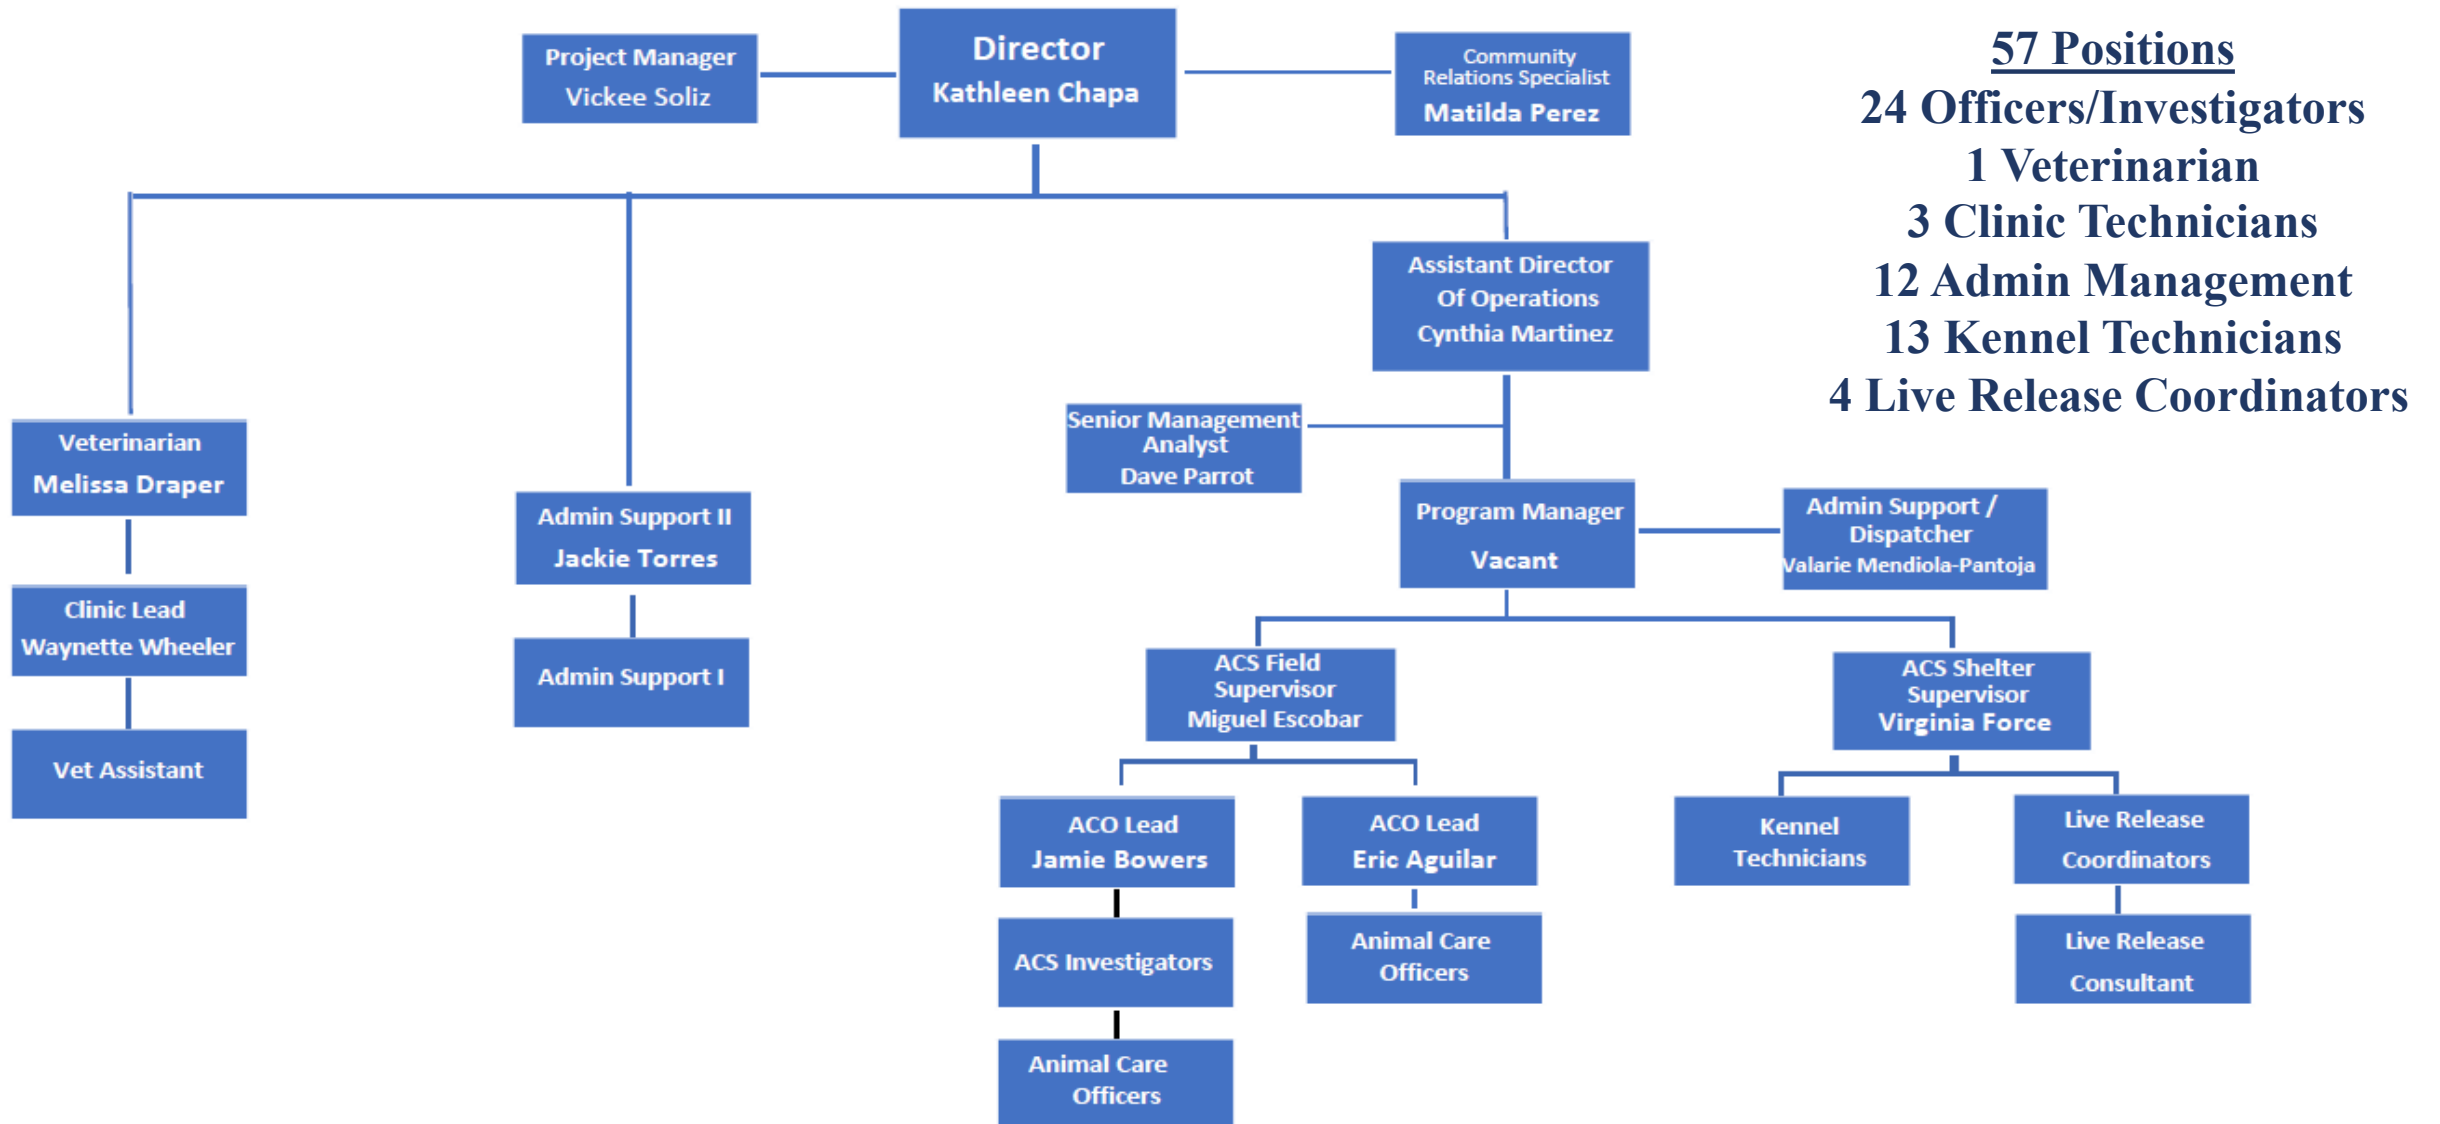 Project Manager
Vickee Soliz
Director
Kathleen Chapa
Community
Relations Specialist
Matilda Perez
57 Positions
24 Officers/Investigators
1 Veterinarian
3 Clinic Technicians
12 Admin Management
13 Kennel Technicians
4 Live Release Coordinators
Assistant Director
Of Operations
Cynthia Martinez
Senior Management
Analyst
Dave Parrot
Veterinarian
Melissa Draper
Admin Support II
Jackie Torres
Program Manager
Vacant
Admin Support /
Dispatcher
Valarie Mendiola-Pantoja
Clinic Lead
Waynette Wheeler
Admin Support I
Vet Assistant
ACS Field
Supervisor
Miguel Escobar
ACS Shelter
Supervisor
Virginia Force
ACO Lead
Jamie Bowers
ACO Lead
Eric Aguilar
Kennel
Technicians
Live Release
Coordinators
ACS Investigators
Animal Care
Officers
Live Release
Consultant
Animal Care
Officers